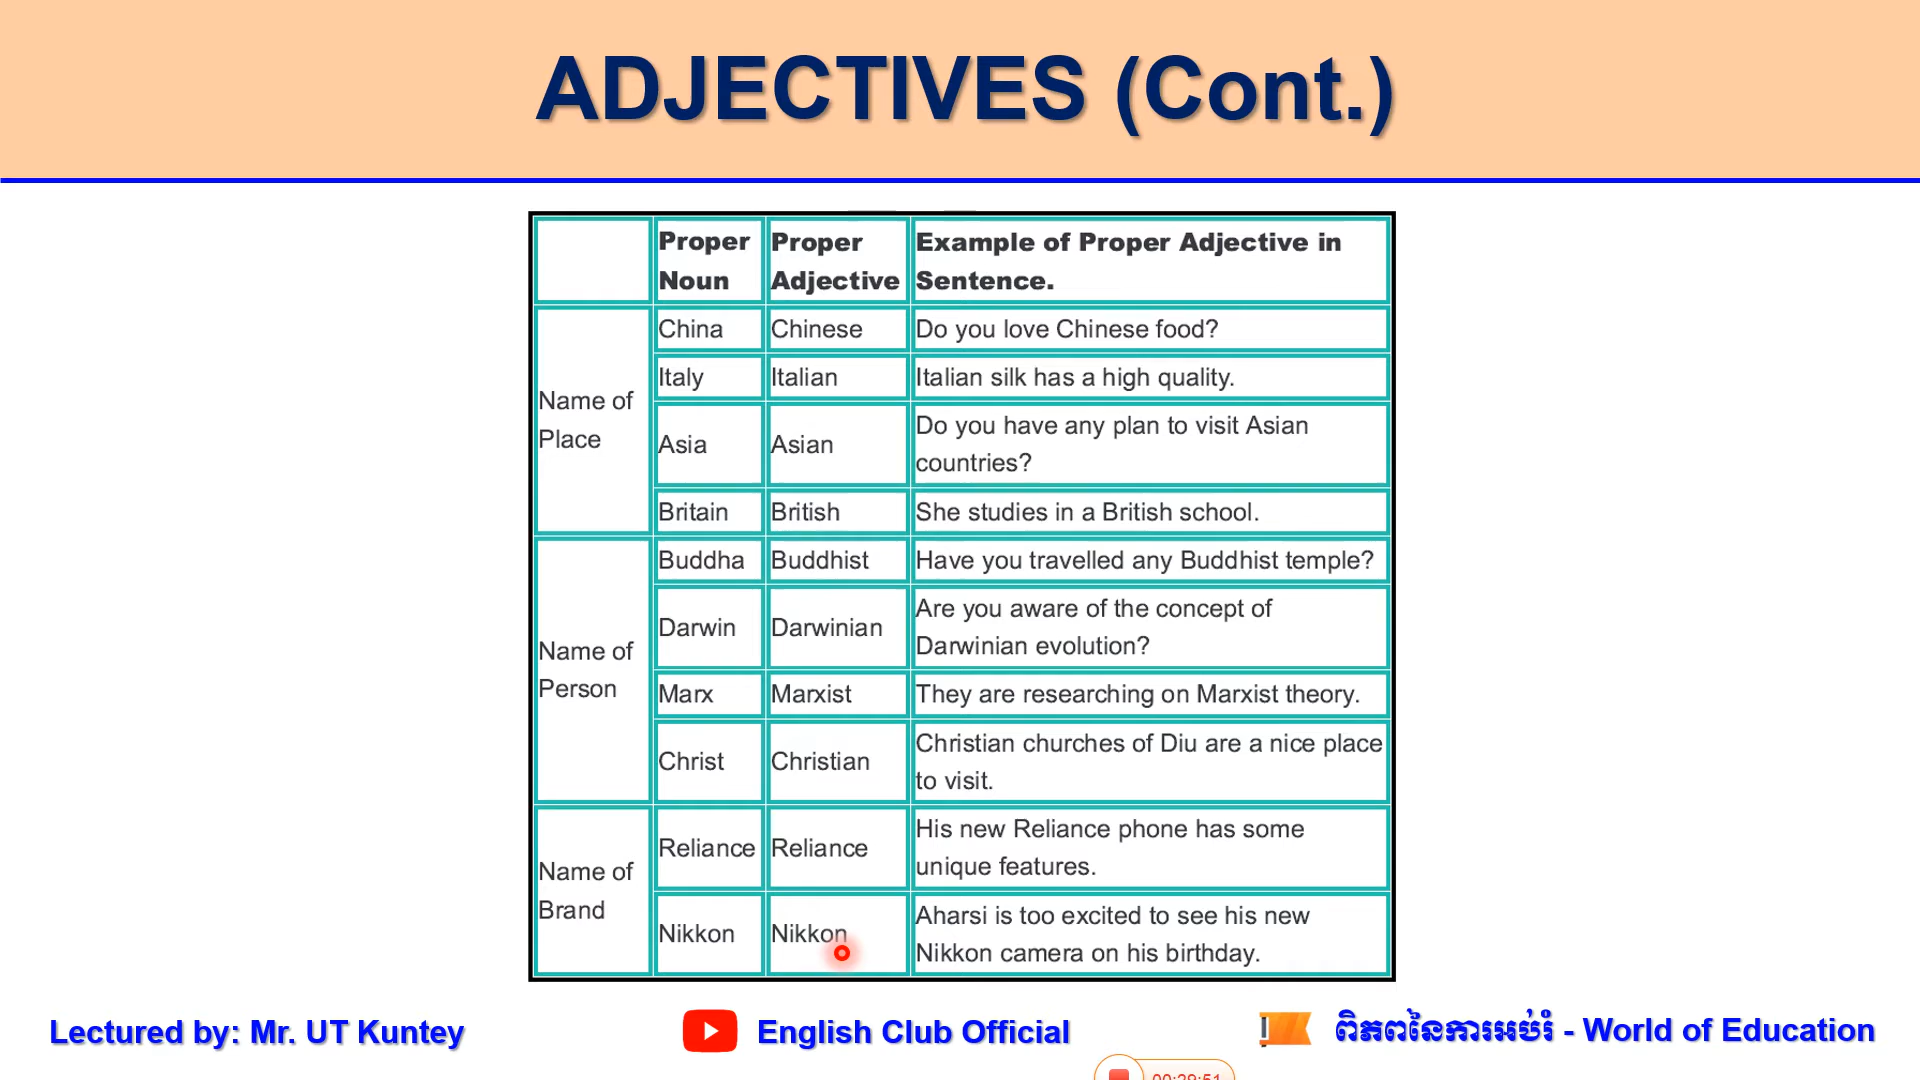 ADJECTIVES (Cont.)
Proper Noun
Proper Adjective
Example of Proper Adjective in Sentence.
Name of Place
China
Chinese
Do you love Chinese food?
Italy
Italian
Italian silk has a high quality.
Asia
Asian
Do you have any plan to visit Asian
countries?
Britain
British
She studies in a British school.
Name of Person
Buddha
Buddhist
Have you travelled any Buddhist temple?
Darwin
Darwinian
Are you aware of the concept of
Darwinian evolution?
Marx
Marxist
They are researching on Marxist theory.
Christ
Christian
Christian churches of Diu are a nice place
to visit.
Name of Brand
Reliance
Reliance
His new Reliance phone has some
unique features.
Nikkon
Nikkon
Aharsi is too excited to see his new
Nikkon camera on his birthday.
Lectured by: Mr. UT Kuntey
English Club Official
ពិភពនៃការអប់រំ - World of Education
00:29:51